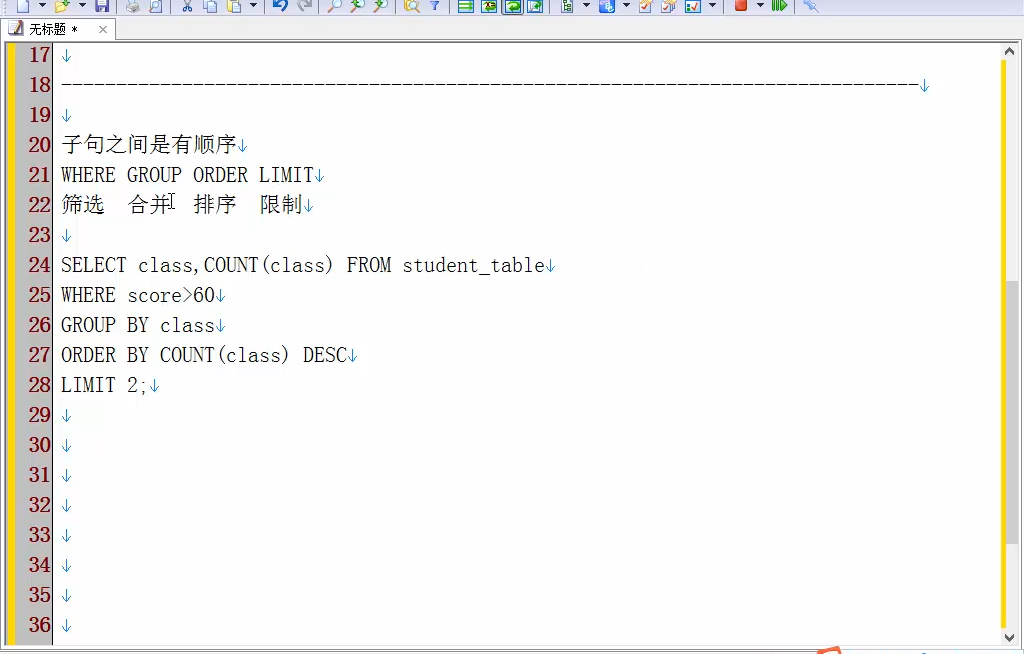 无标题 *
17
18 ------------------------------------------------------------------------------
19
20 子句之间是有顺序
21 WHERE GROUP ORDER LIMIT
22 筛选 合并 排序 限制
23
24 SELECT class,COUNT(class) FROM student_table
25 WHERE score>60
26 GROUP BY class
27 ORDER BY COUNT(class) DESC
28 LIMIT 2;
29
30
31
32
33
34
35
36